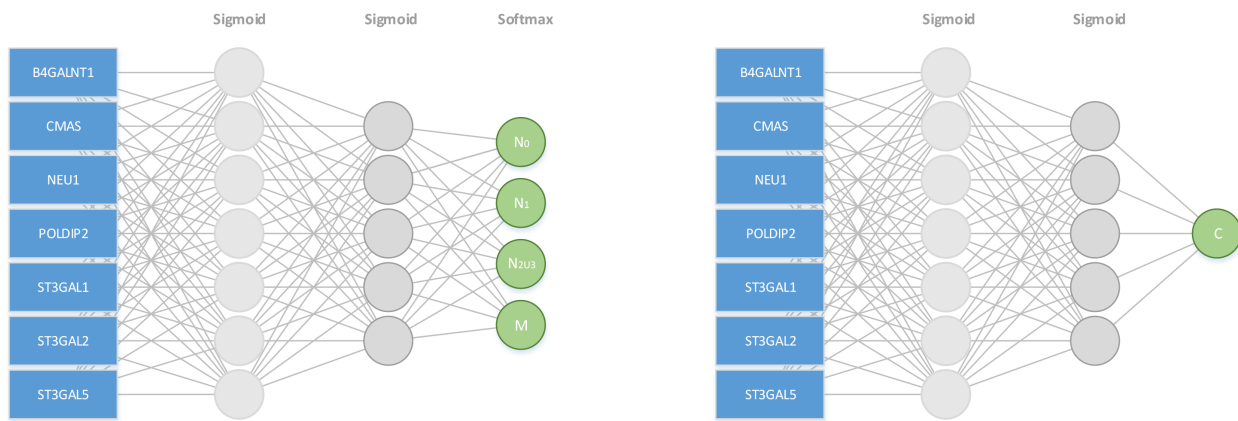 Sigmoid Sigmoid Softmax
B4GALNT1
CMAS
NEU1
POLDIP2
ST3GAL1
ST3GAL2
ST3GAL5
N0
N1
N2U3
M
Sigmoid Sigmoid
B4GALNT1
CMAS
NEU1
POLDIP2
ST3GAL1
ST3GAL2
ST3GAL5
C